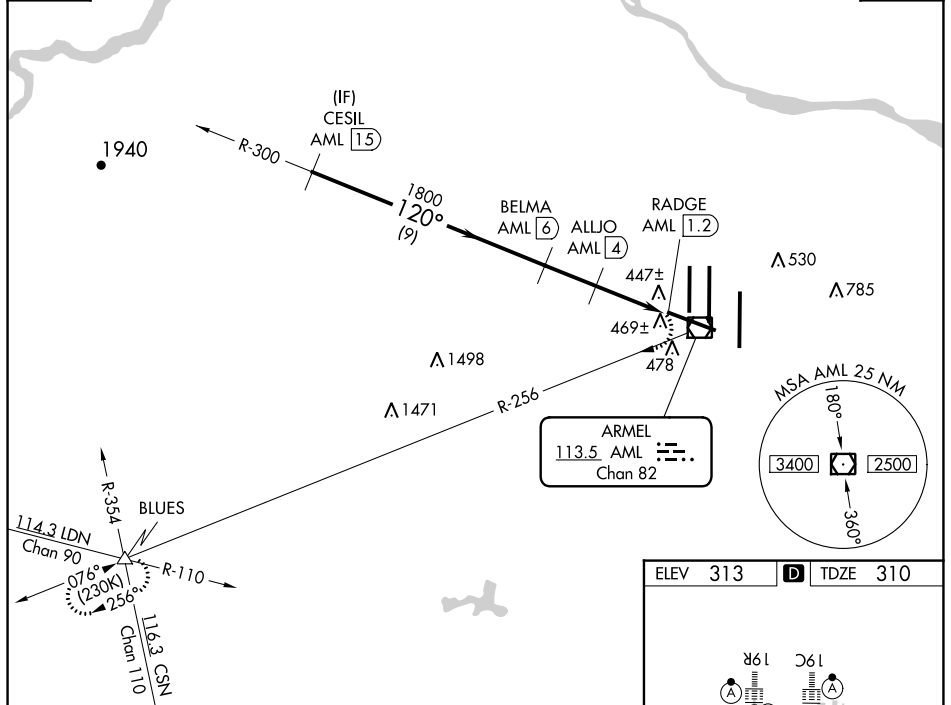 (IF)
CESIL
AML 15
R-300
1940
1800
120°
(9)
BELMA
AML 6
ALLJO
AML 4
RADGE
AML 1.2
530
785
447±
469±
478
1498
1471
R-256
ARMEL
113.5 AML
Chan 82
MSA AML 25 NM
180°
3400
2500
360°
R-354
BLUES
114.3 LDN
Chan 90
R-110
076°
(230K)
256°
116.3 CSN
Chan 110
ELEV 313 D TDZE 310
19R
19C
A
A